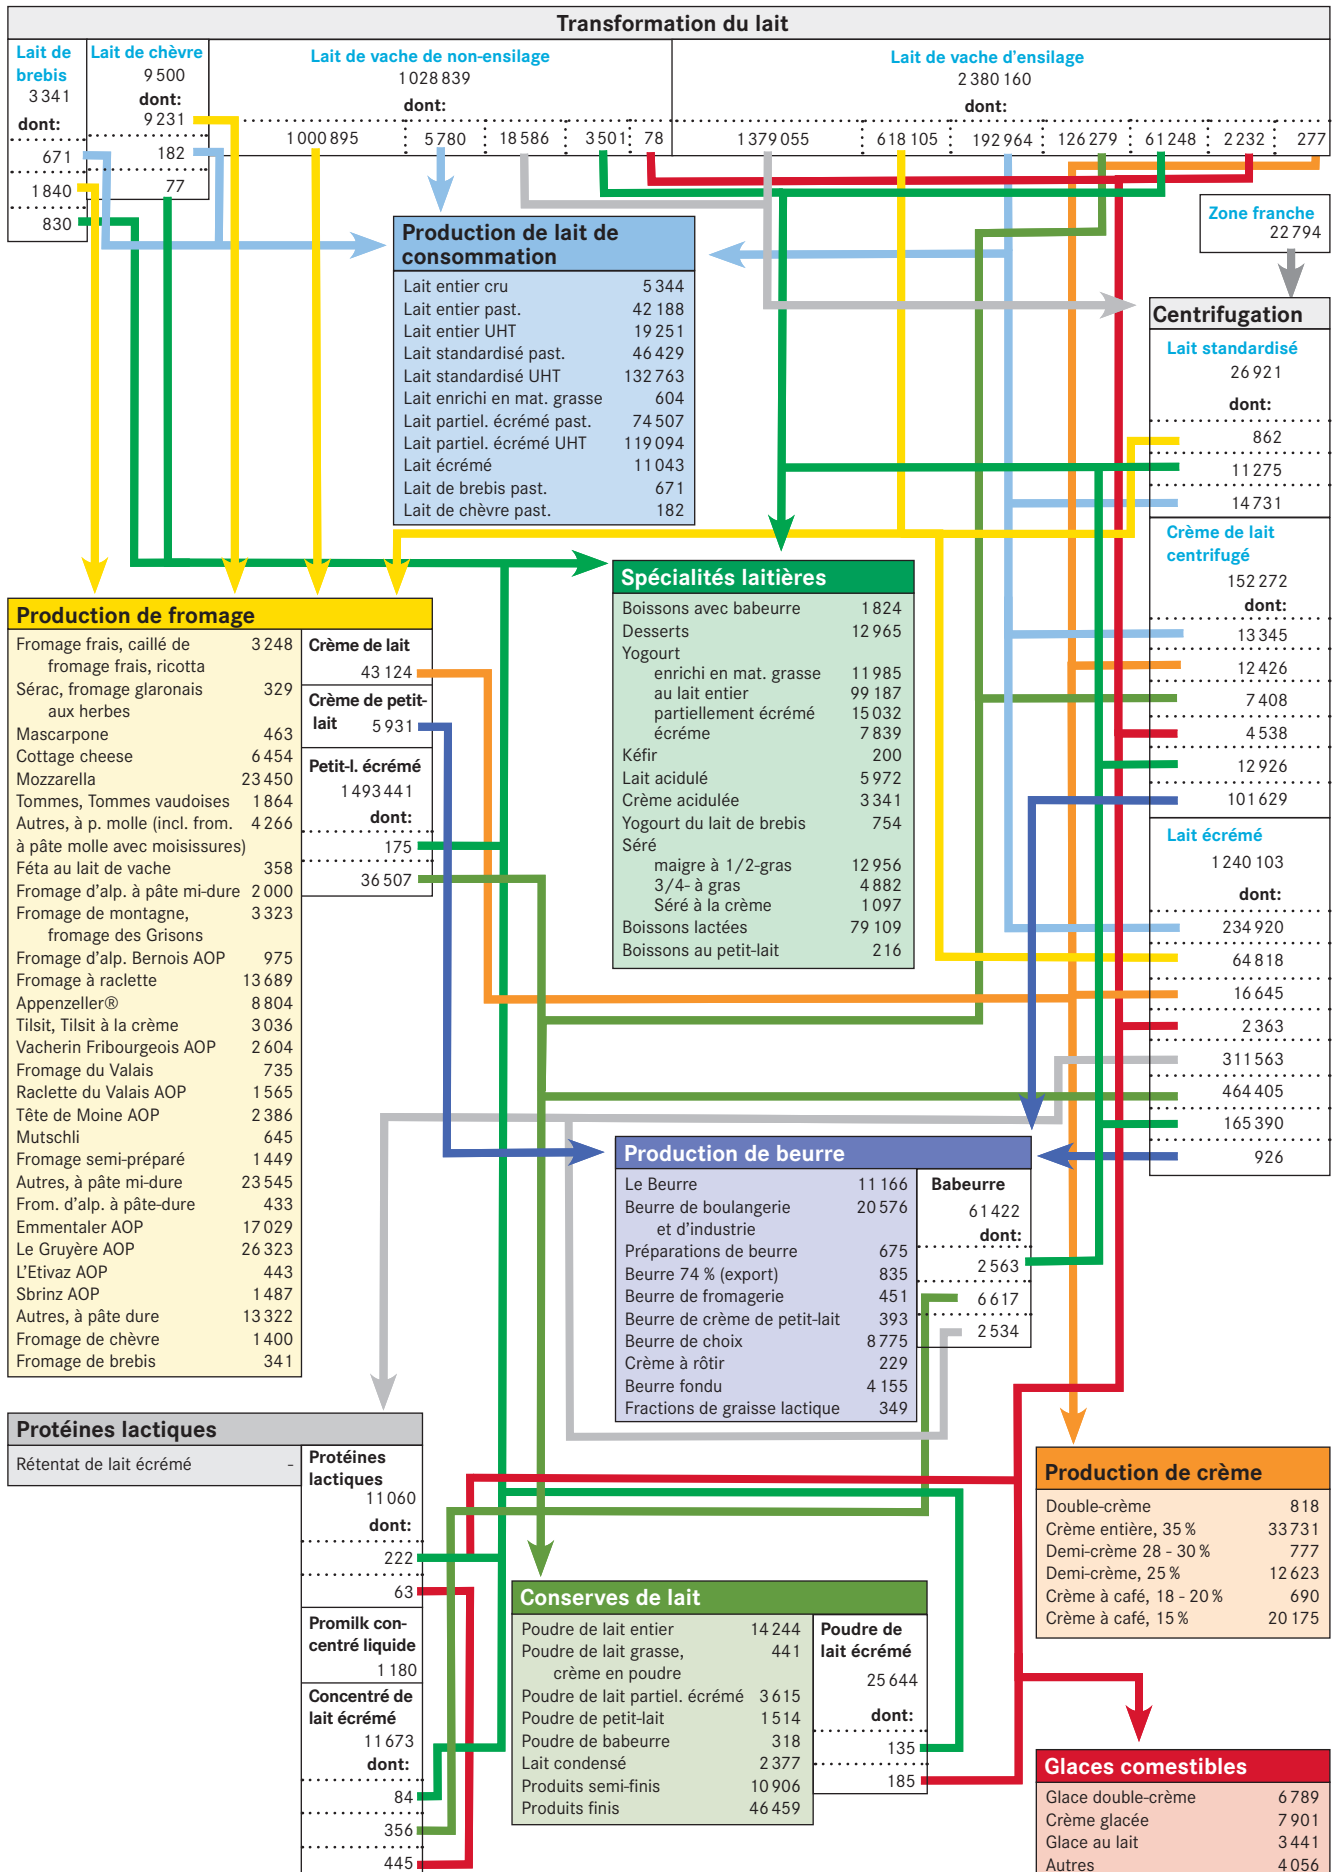 Transformation du lait
Lait de
brebis
3 341
dont:
671
1 840
830
Lait de chèvre
9 500
dont:
9 231
182
77
Lait de vache de non-ensilage
1 028 839
dont:
1 000 895 5 780 18 586 3 501 78
Lait de vache d'ensilage
2 380 160
dont:
1 379 055 618 105 192 964 126 279 61 248 2 232 277
Zone franche
22 794
Production de lait de
consommation
Lait entier cru 5 344
Lait entier past. 42 188
Lait entier UHT 19 251
Lait standardisé past. 46 429
Lait standardisé UHT 132 763
Lait enrichi en mat. grasse 604
Lait partiel. écrémé past. 74 507
Lait partiel. écrémé UHT 119 094
Lait écrémé 11 043
Lait de brebis past. 671
Lait de chèvre past. 182
Centrifugation
Lait standardisé
26 921
dont:
862
11 275
14 731
Crème de lait
centrifugé
152 272
dont:
13 345
12 426
7 408
4 538
12 926
101 629
Lait écrémé
1 240 103
dont:
234 920
64 818
16 645
2 363
311 563
464 405
165 390
926
Spécialités laitières
Boissons avec babeurre 1 824
Desserts 12 965
Yogourt
enrichi en mat. grasse 11 985
au lait entier 99 187
partiellement écrémé 15 032
écréme 7 839
Kéfir 200
Lait acidulé 5 972
Crème acidulée 3 341
Yogourt du lait de brebis 754
Séré
maigre à 1/2-gras 12 956
3/4- à gras 4 882
Séré à la crème 1 097
Boissons lactées 79 109
Boissons au petit-lait 216
Production de fromage
Fromage frais, caillé de 3 248
fromage frais, ricotta
Sérac, fromage glaronais 329
aux herbes
Mascarpone 463
Cottage cheese 6 454
Mozzarella 23 450
Tommes, Tommes vaudoises 1 864
Autres, à p. molle (incl. from. 4 266
à pâte molle avec moisissures)
Féta au lait de vache 358
Fromage d'alp. à pâte mi-dure 2 000
Fromage de montagne, 3 323
fromage des Grisons
Fromage d'alp. Bernois AOP 975
Fromage à raclette 13 689
Appenzeller® 8 804
Tilsit, Tilsit à la crème 3 036
Vacherin Fribourgeois AOP 2 604
Fromage du Valais 735
Raclette du Valais AOP 1 565
Tête de Moine AOP 2 386
Mutschli 645
Fromage semi-préparé 1 449
Autres, à pâte mi-dure 23 545
From. d'alp. à pâte-dure 433
Emmentaler AOP 17 029
Le Gruyère AOP 26 323
L'Etivaz AOP 443
Sbrinz AOP 1 487
Autres, à pâte dure 13 322
Fromage de chèvre 1 400
Fromage de brebis 341
Crème de lait
43 124
Crème de petit-
lait 5 931
Petit-l. écrémé
1 493 441
dont:
175
36 507
Production de beurre
Le Beurre 11 166
Beurre de boulangerie 20 576
et d’industrie
Préparations de beurre 675
Beurre 74 % (export) 835
Beurre de fromagerie 451
Beurre de crème de petit-lait 393
Beurre de choix 8 775
Crème à rôtir 229
Beurre fondu 4 155
Fractions de graisse lactique 349
Babeurre
61 422
dont:
2 563
6 617
2 534
Protéines lactiques
Rétentat de lait écrémé -
Protéines
lactiques
11 060
dont:
222
63
Promilk con-
centré liquide
1 180
Concentré de
lait écrémé
11 673
dont:
84
356
445
Conserves de lait
Poudre de lait entier 14 244
Poudre de lait grasse, 441
crème en poudre
Poudre de lait partiel. écrémé 3 615
Poudre de petit-lait 1 514
Poudre de babeurre 318
Lait condensé 2 377
Produits semi-finis 10 906
Produits finis 46 459
Poudre de
lait écrémé
25 644
dont:
135
185
Production de crème
Double-crème 818
Crème entière, 35 % 33 731
Demi-crème 28 - 30 % 777
Demi-crème, 25 % 12 623
Crème à café, 18 - 20 % 690
Crème à café, 15 % 20 175
Glaces comestibles
Glace double-crème 6 789
Crème glacée 7 901
Glace au lait 3 441
Autres 4 056